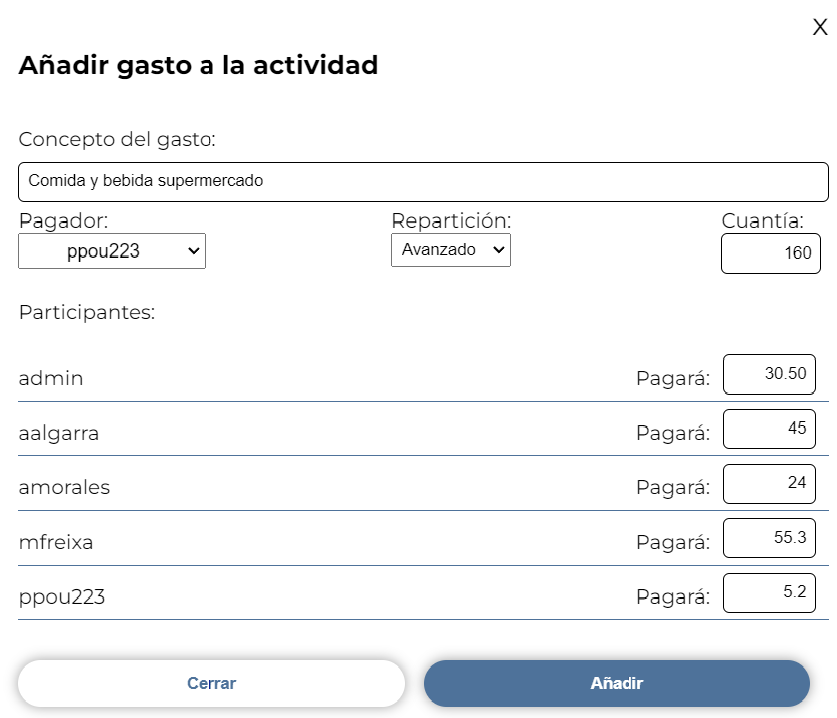 X
Añadir gasto a la actividad
Concepto del gasto:
Comida y bebida supermercado
Pagador: Repartición: Cuantía:
ppou223 Avanzado 160
Participantes:
admin Pagará: 30.50
aalgarra Pagará: 45
amorales Pagará: 24
mfreixa Pagará: 55.3
ppou223 Pagará: 5.2
Cerrar Añadir